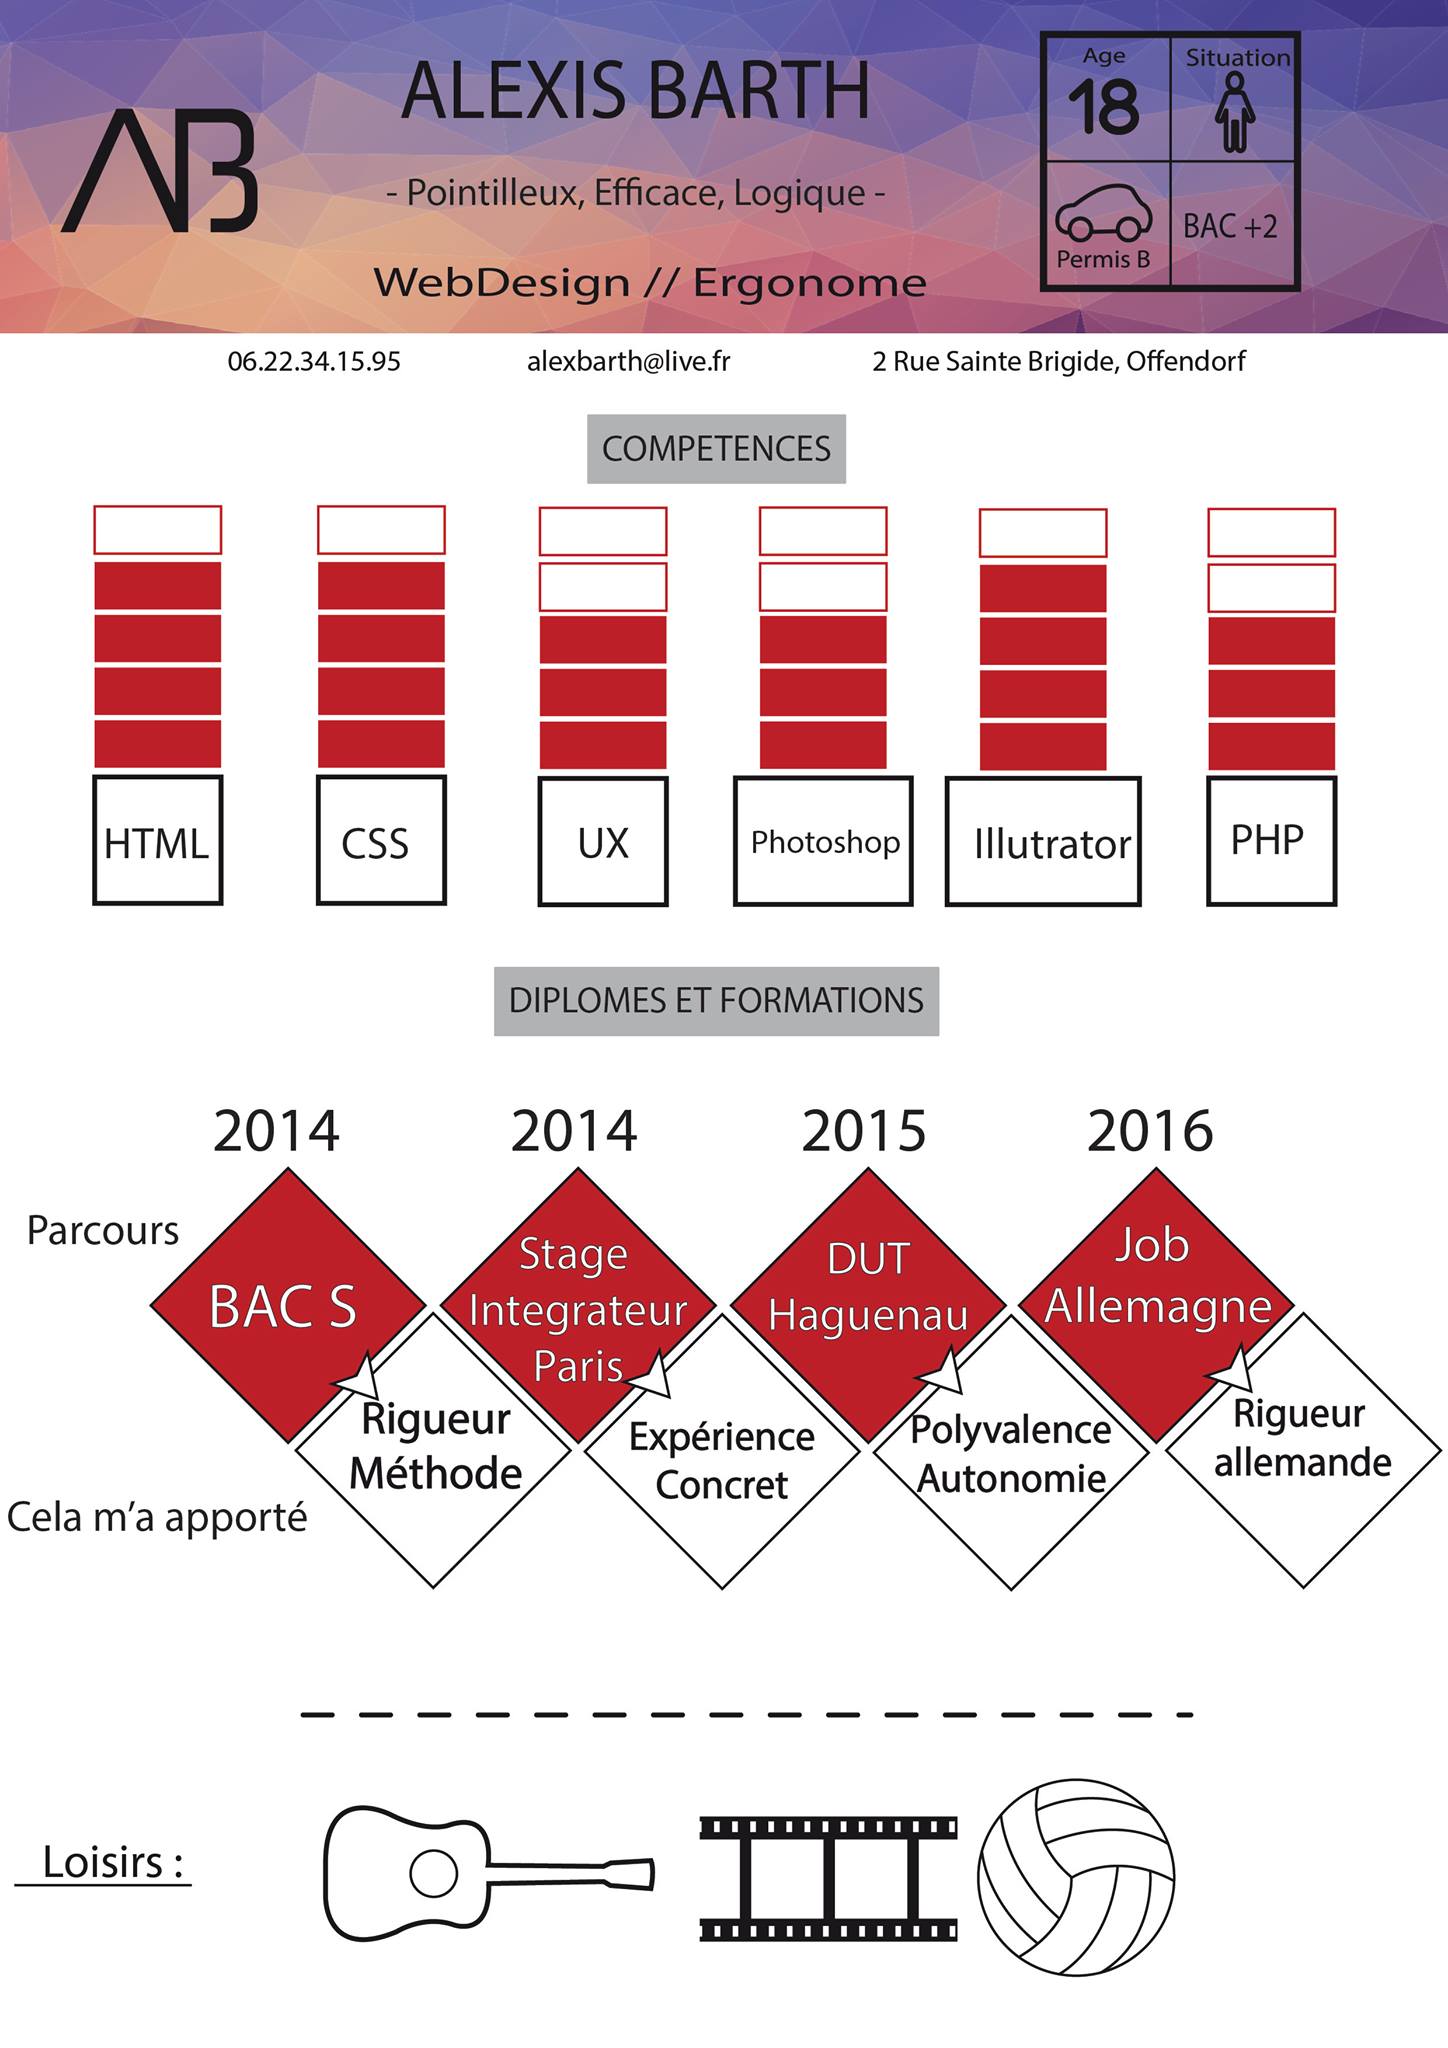 AB
ALEXIS BARTH
- Pointilleux, Efficace, Logique -
WebDesign // Ergonome
Age
18
Situation
Permis B
BAC +2
06.22.34.15.95
alexbarth@live.fr
2 Rue Sainte Brigide, Offendorf
COMPETENCES
HTML
CSS
UX
Photoshop
Illutrator
PHP
DIPLOMES ET FORMATIONS
2014
2014
2015
2016
Parcours
BAC S
Stage
Integrateur
Paris
DUT
Haguenau
Job
Allemagne
Cela m'a apporté
Rigueur
Méthode
Expérience
Concret
Polyvalence
Autonomie
Rigueur
allemande
Loisirs :